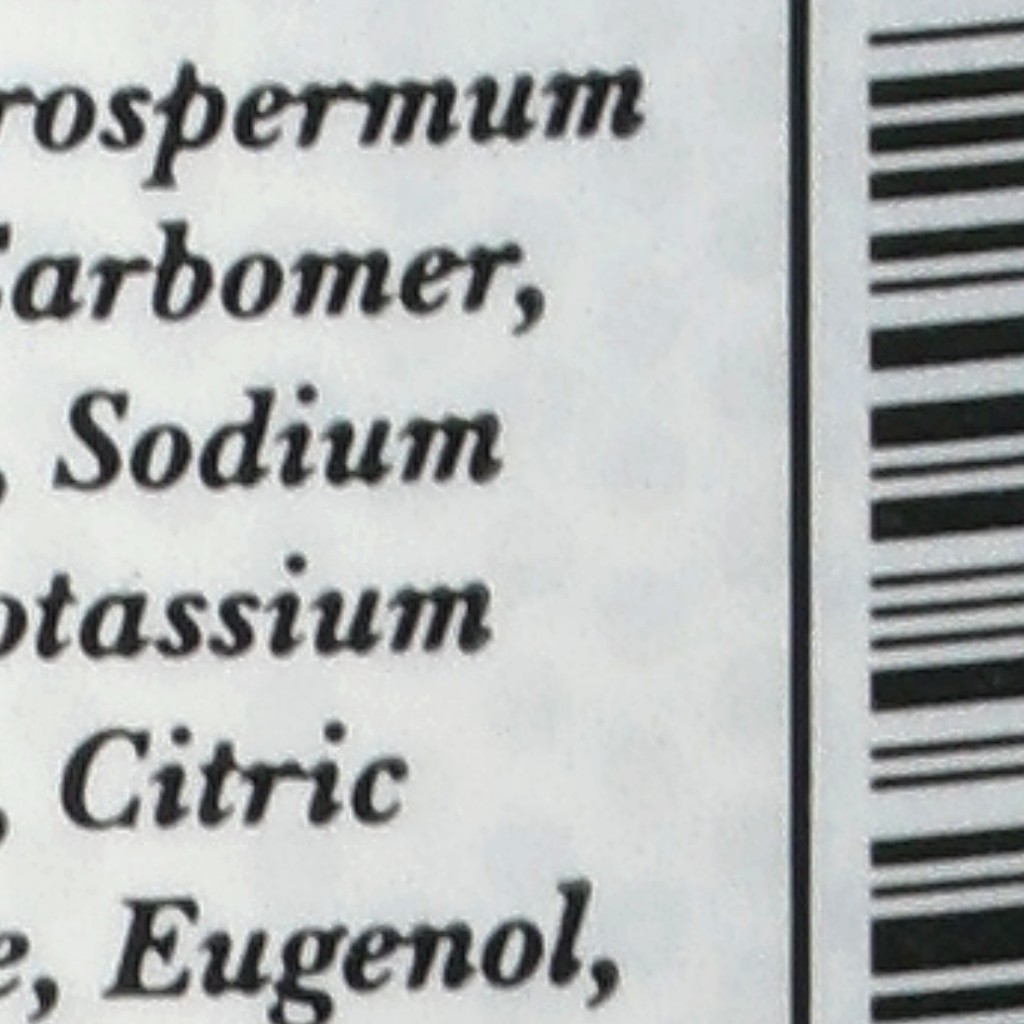 rospermum
Carbomer,
, Sodium
otassium
, Citric
e, Eugenol,